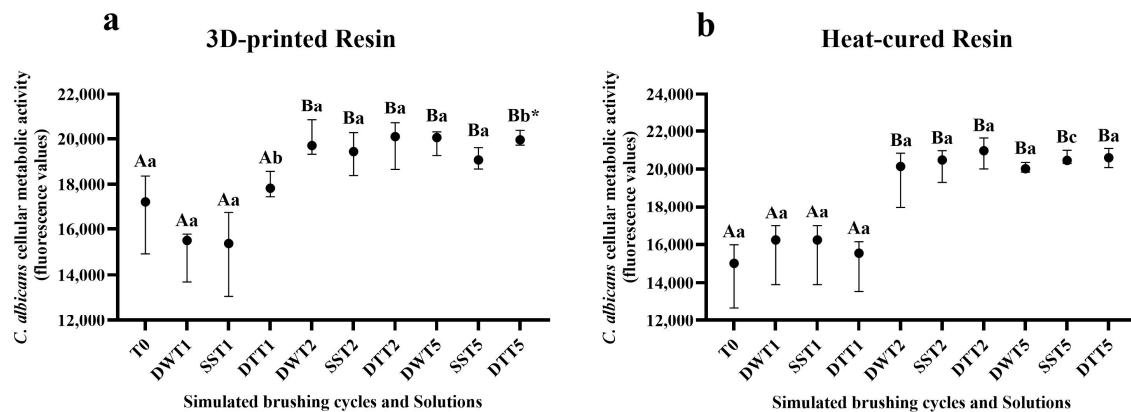 a
3D-printed Resin
C. albicans cellular metabolic activity
(fluorescence values)
22,000
20,000
18,000
16,000
14,000
12,000
Aa
Aa
Aa
Ab
Ba
Ba
Ba
Ba
Ba
Bb*
T0
DWT1
SST1
DTT1
DWT2
SST2
DTT2
DWT5
SST5
DTT5
Simulated brushing cycles and Solutions
b
Heat-cured Resin
C. albicans cellular metabolic activity
(fluorescence values)
24,000
22,000
20,000
18,000
16,000
14,000
12,000
Aa
Aa
Aa
Aa
Ba
Ba
Ba
Ba
Bc
Ba
T0
DWT1
SST1
DTT1
DWT2
SST2
DTT2
DWT5
SST5
DTT5
Simulated brushing cycles and Solutions